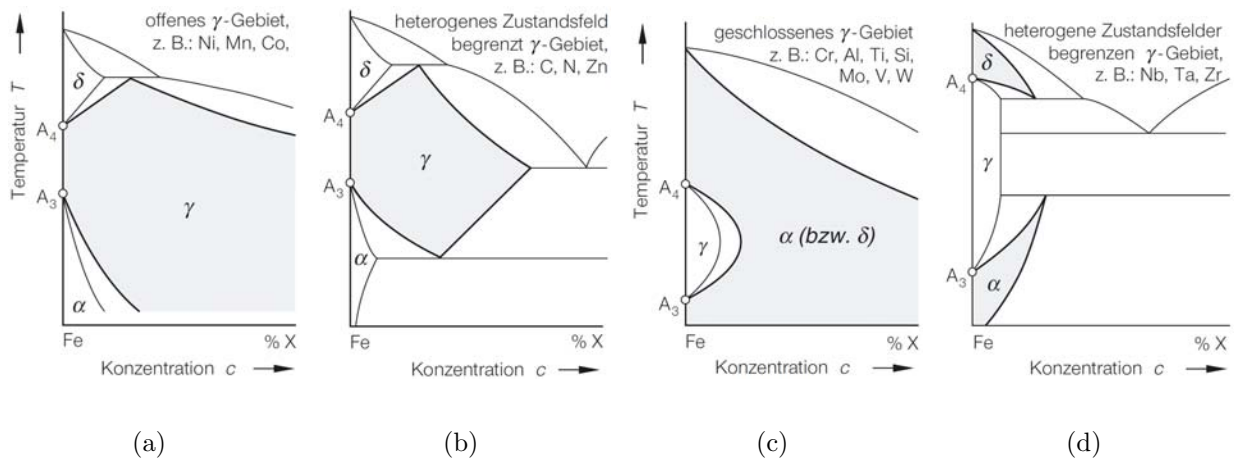 offenes γ-Gebiet,
z. B.: Ni, Mn, Co,
Temperatur T
δ
A4
γ
A3
α
Fe
% X
Konzentration c
(a)
heterogenes Zustandsfeld
begrenzt γ-Gebiet,
z. B.: C, N, Zn
δ
A4
γ
A3
α
Fe
% X
Konzentration c
(b)
geschlossenes γ-Gebiet
z. B.: Cr, Al, Ti, Si,
Mo, V, W
Temperatur T
A4
γ
α (bzw. δ)
A3
Fe
% X
Konzentration c
(c)
heterogene Zustandsfelder
begrenzen γ-Gebiet,
z. B.: Nb, Ta, Zr
δ
A4
γ
A3
α
Fe
% X
Konzentration c
(d)